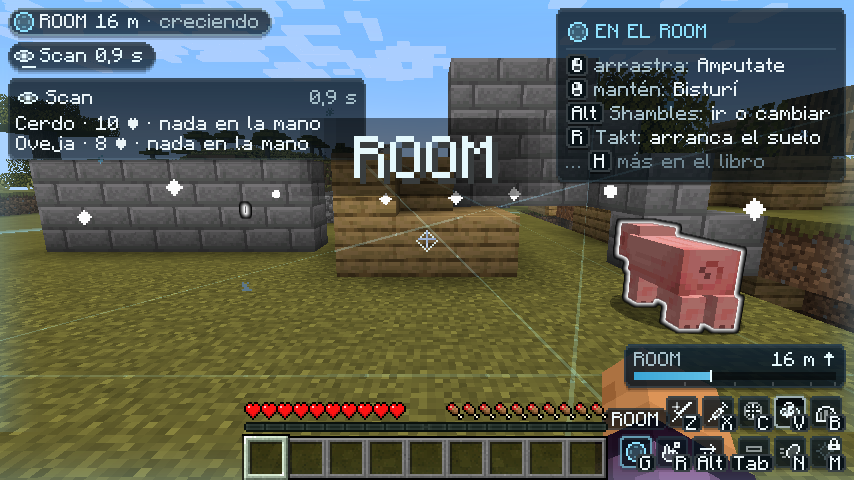 ROOM 16 m · creciendo
Scan 0,9 s
Scan 0,9 s
Cerdo · 10 ♥ · nada en la mano
Oveja · 8 ♥ · nada en la mano
ROOM
EN EL ROOM
arrastra: Amputate
mantén: Bisturí
Alt Shambles: ir o cambiar
R Takt: arranca el suelo
... H más en el libro
ROOM 16 m ↑
ROOM Z X C V B
G R Alt Tab N M